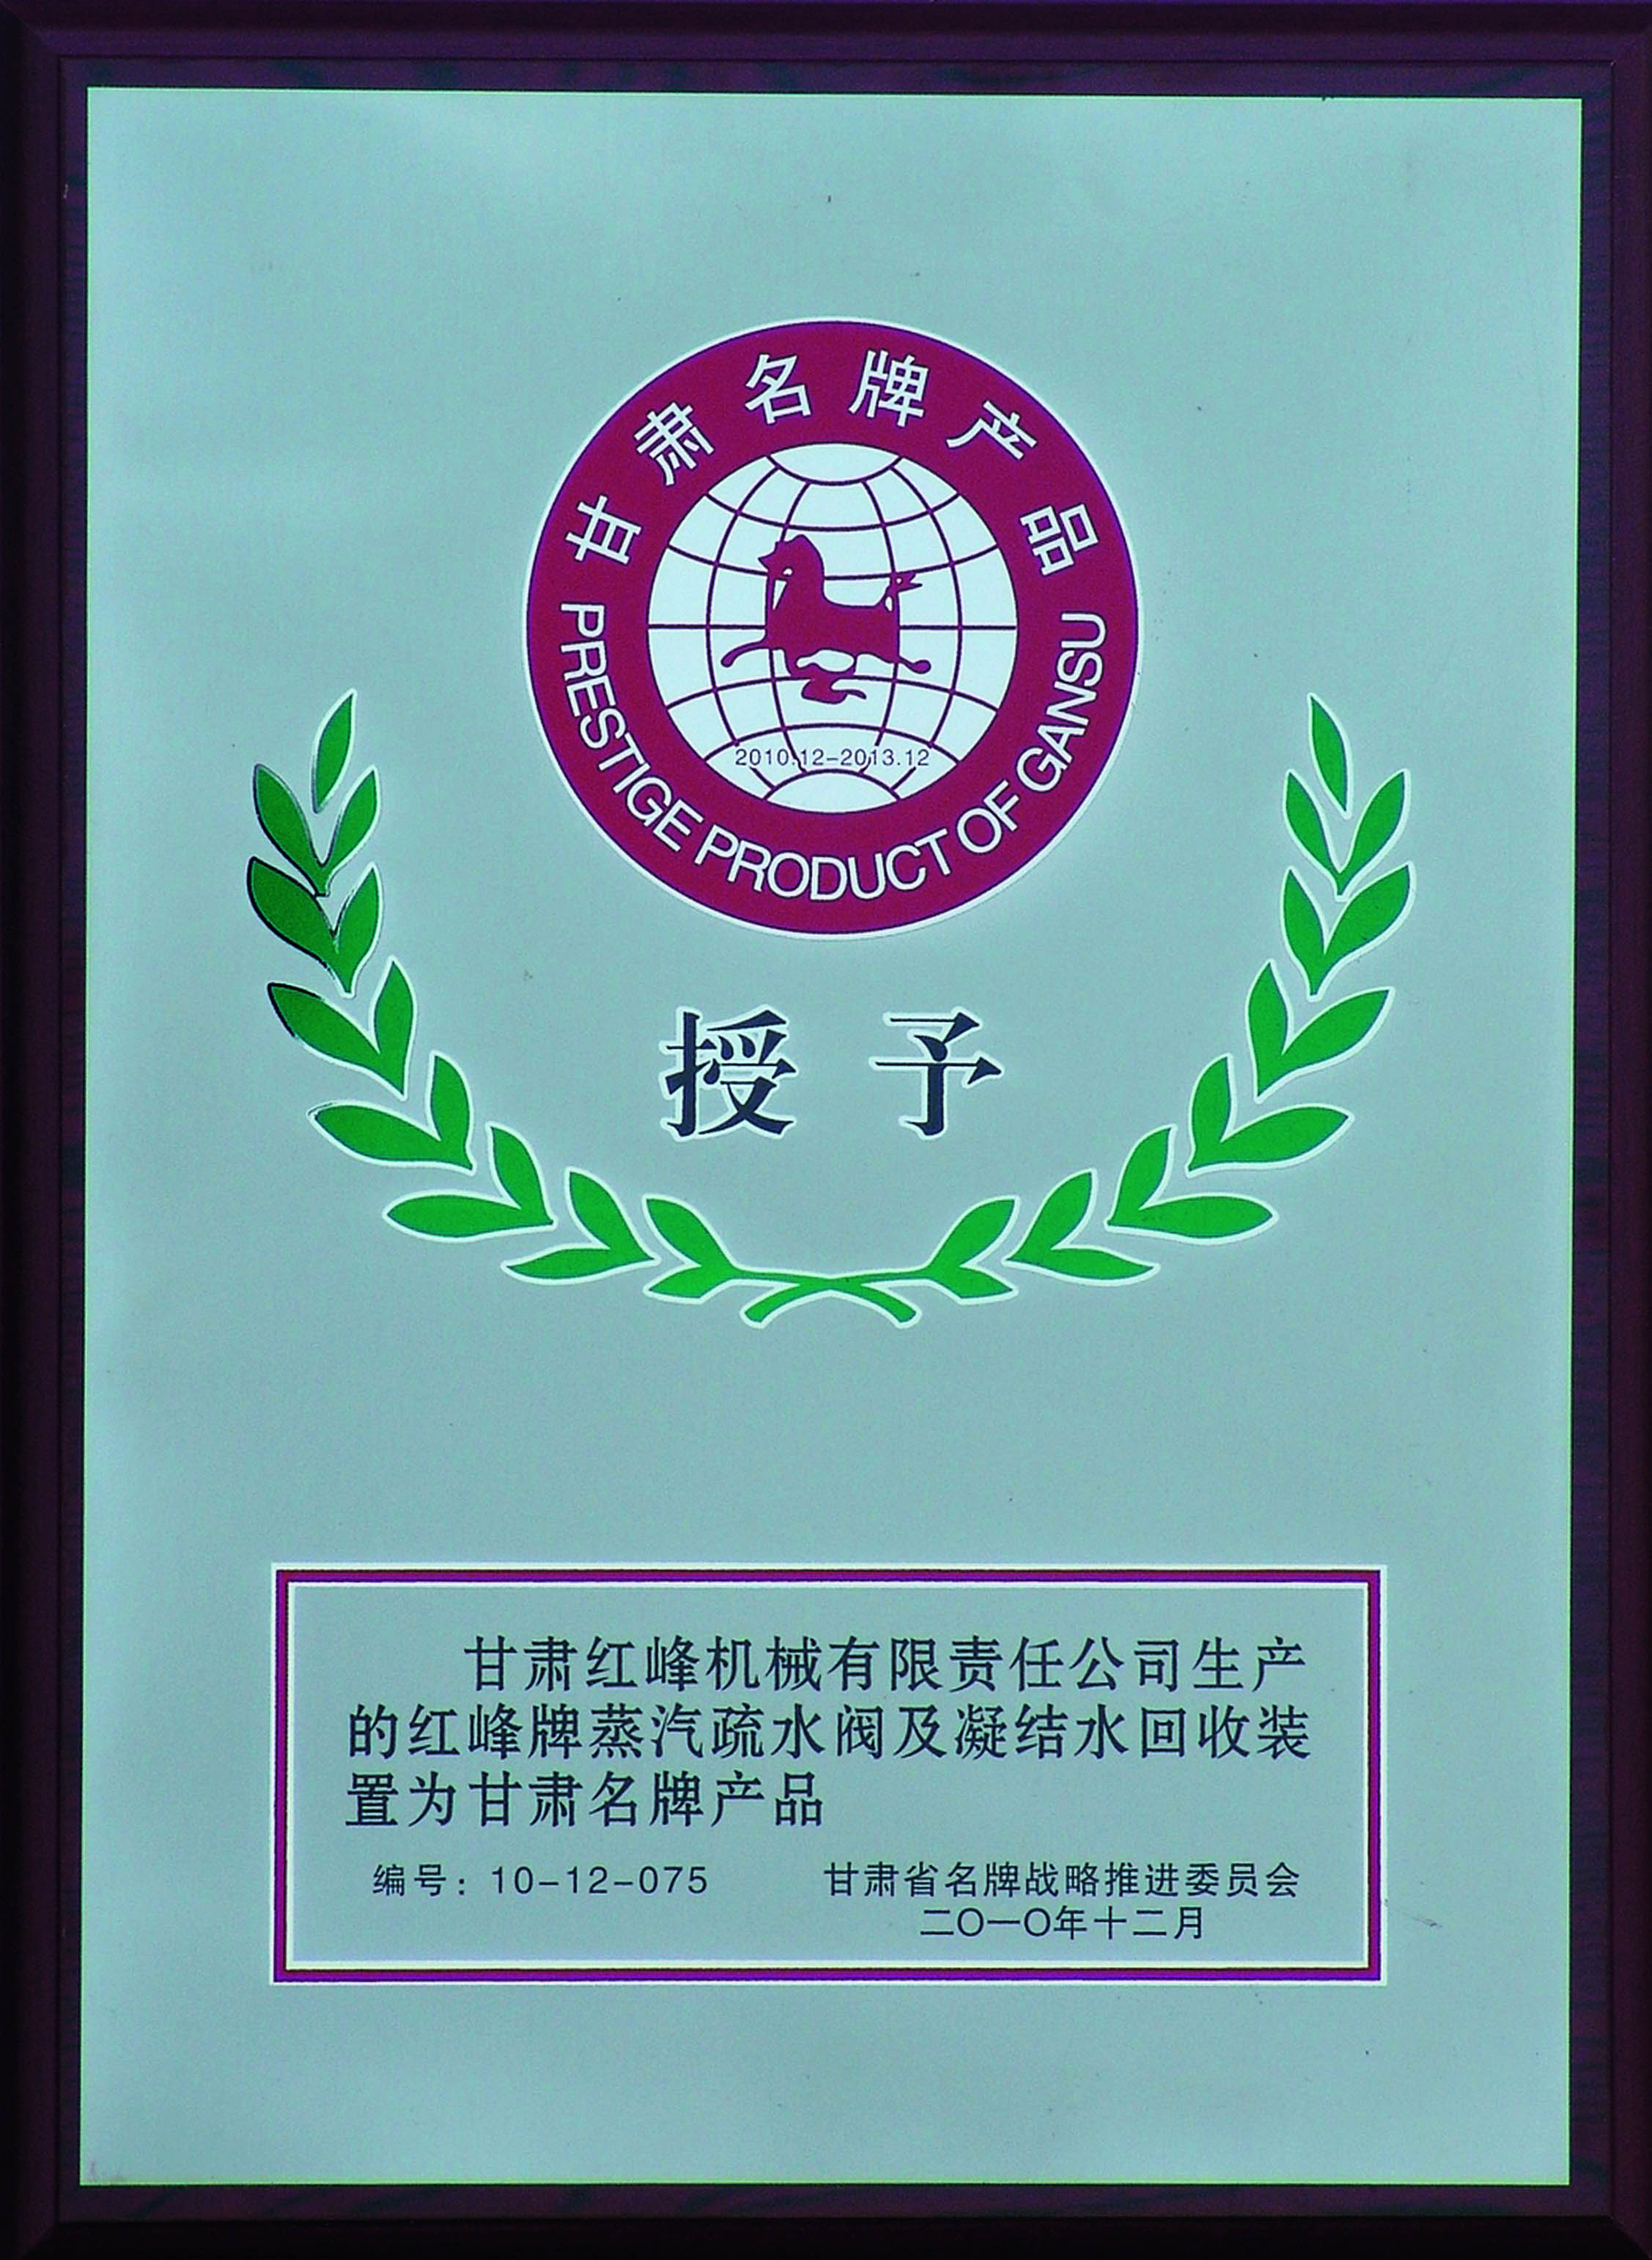 甘肃名牌产品
2010.12-2013.12
PRESTIGE PRODUCT OF GANSU
授予
甘肃红峰机械有限责任公司生产
的红峰牌蒸汽疏水阀及凝结水回收装
置为甘肃名牌产品
编号：10-12-075
甘肃省名牌战略推进委员会
二〇一〇年十二月